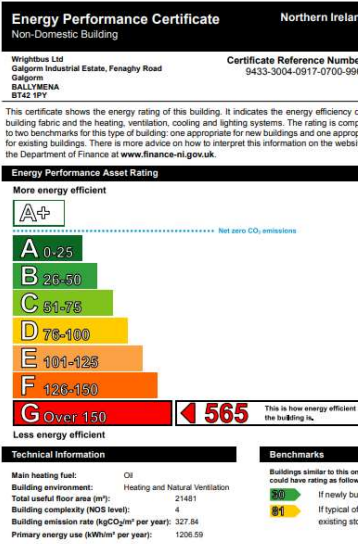 Energy Performance Certificate
Northern Irelan
Non-Domestic Building
Wrightbus Ltd
Galgorm Industrial Estate, Fenaghy Road
Galgorm
BALLYMENA
BT42 1PY
Certificate Reference Numbe
9433-3004-0917-0700-990
This certificate shows the energy rating of this building. It indicates the energy efficiency o
building fabric and the heating, ventilation, cooling and lighting systems. The rating is comp
to two benchmarks for this type of building: one appropriate for new buildings and one approp
for existing buildings. There is more advice on how to interpret this information on the websit
the Department of Finance at www.finance-ni.gov.uk.
Energy Performance Asset Rating
More energy efficient
A+
Net zero CO₂ emissions
A 0-25
B 26-50
C 51-75
D 76-100
E 101-125
F 126-150
G Over 150
565
This is how energy efficient
the building is.
Less energy efficient
Technical Information
Main heating fuel: Oil
Building environment: Heating and Natural Ventilation
Total useful floor area (m²): 21481
Building complexity (NOS level): 4
Building emission rate (kgCO₂/m² per year): 327.84
Primary energy use (kWh/m² per year): 1206.59
Benchmarks
Buildings similar to this on
could have rating as follow
30 If newly bu
81 If typical of
existing sto